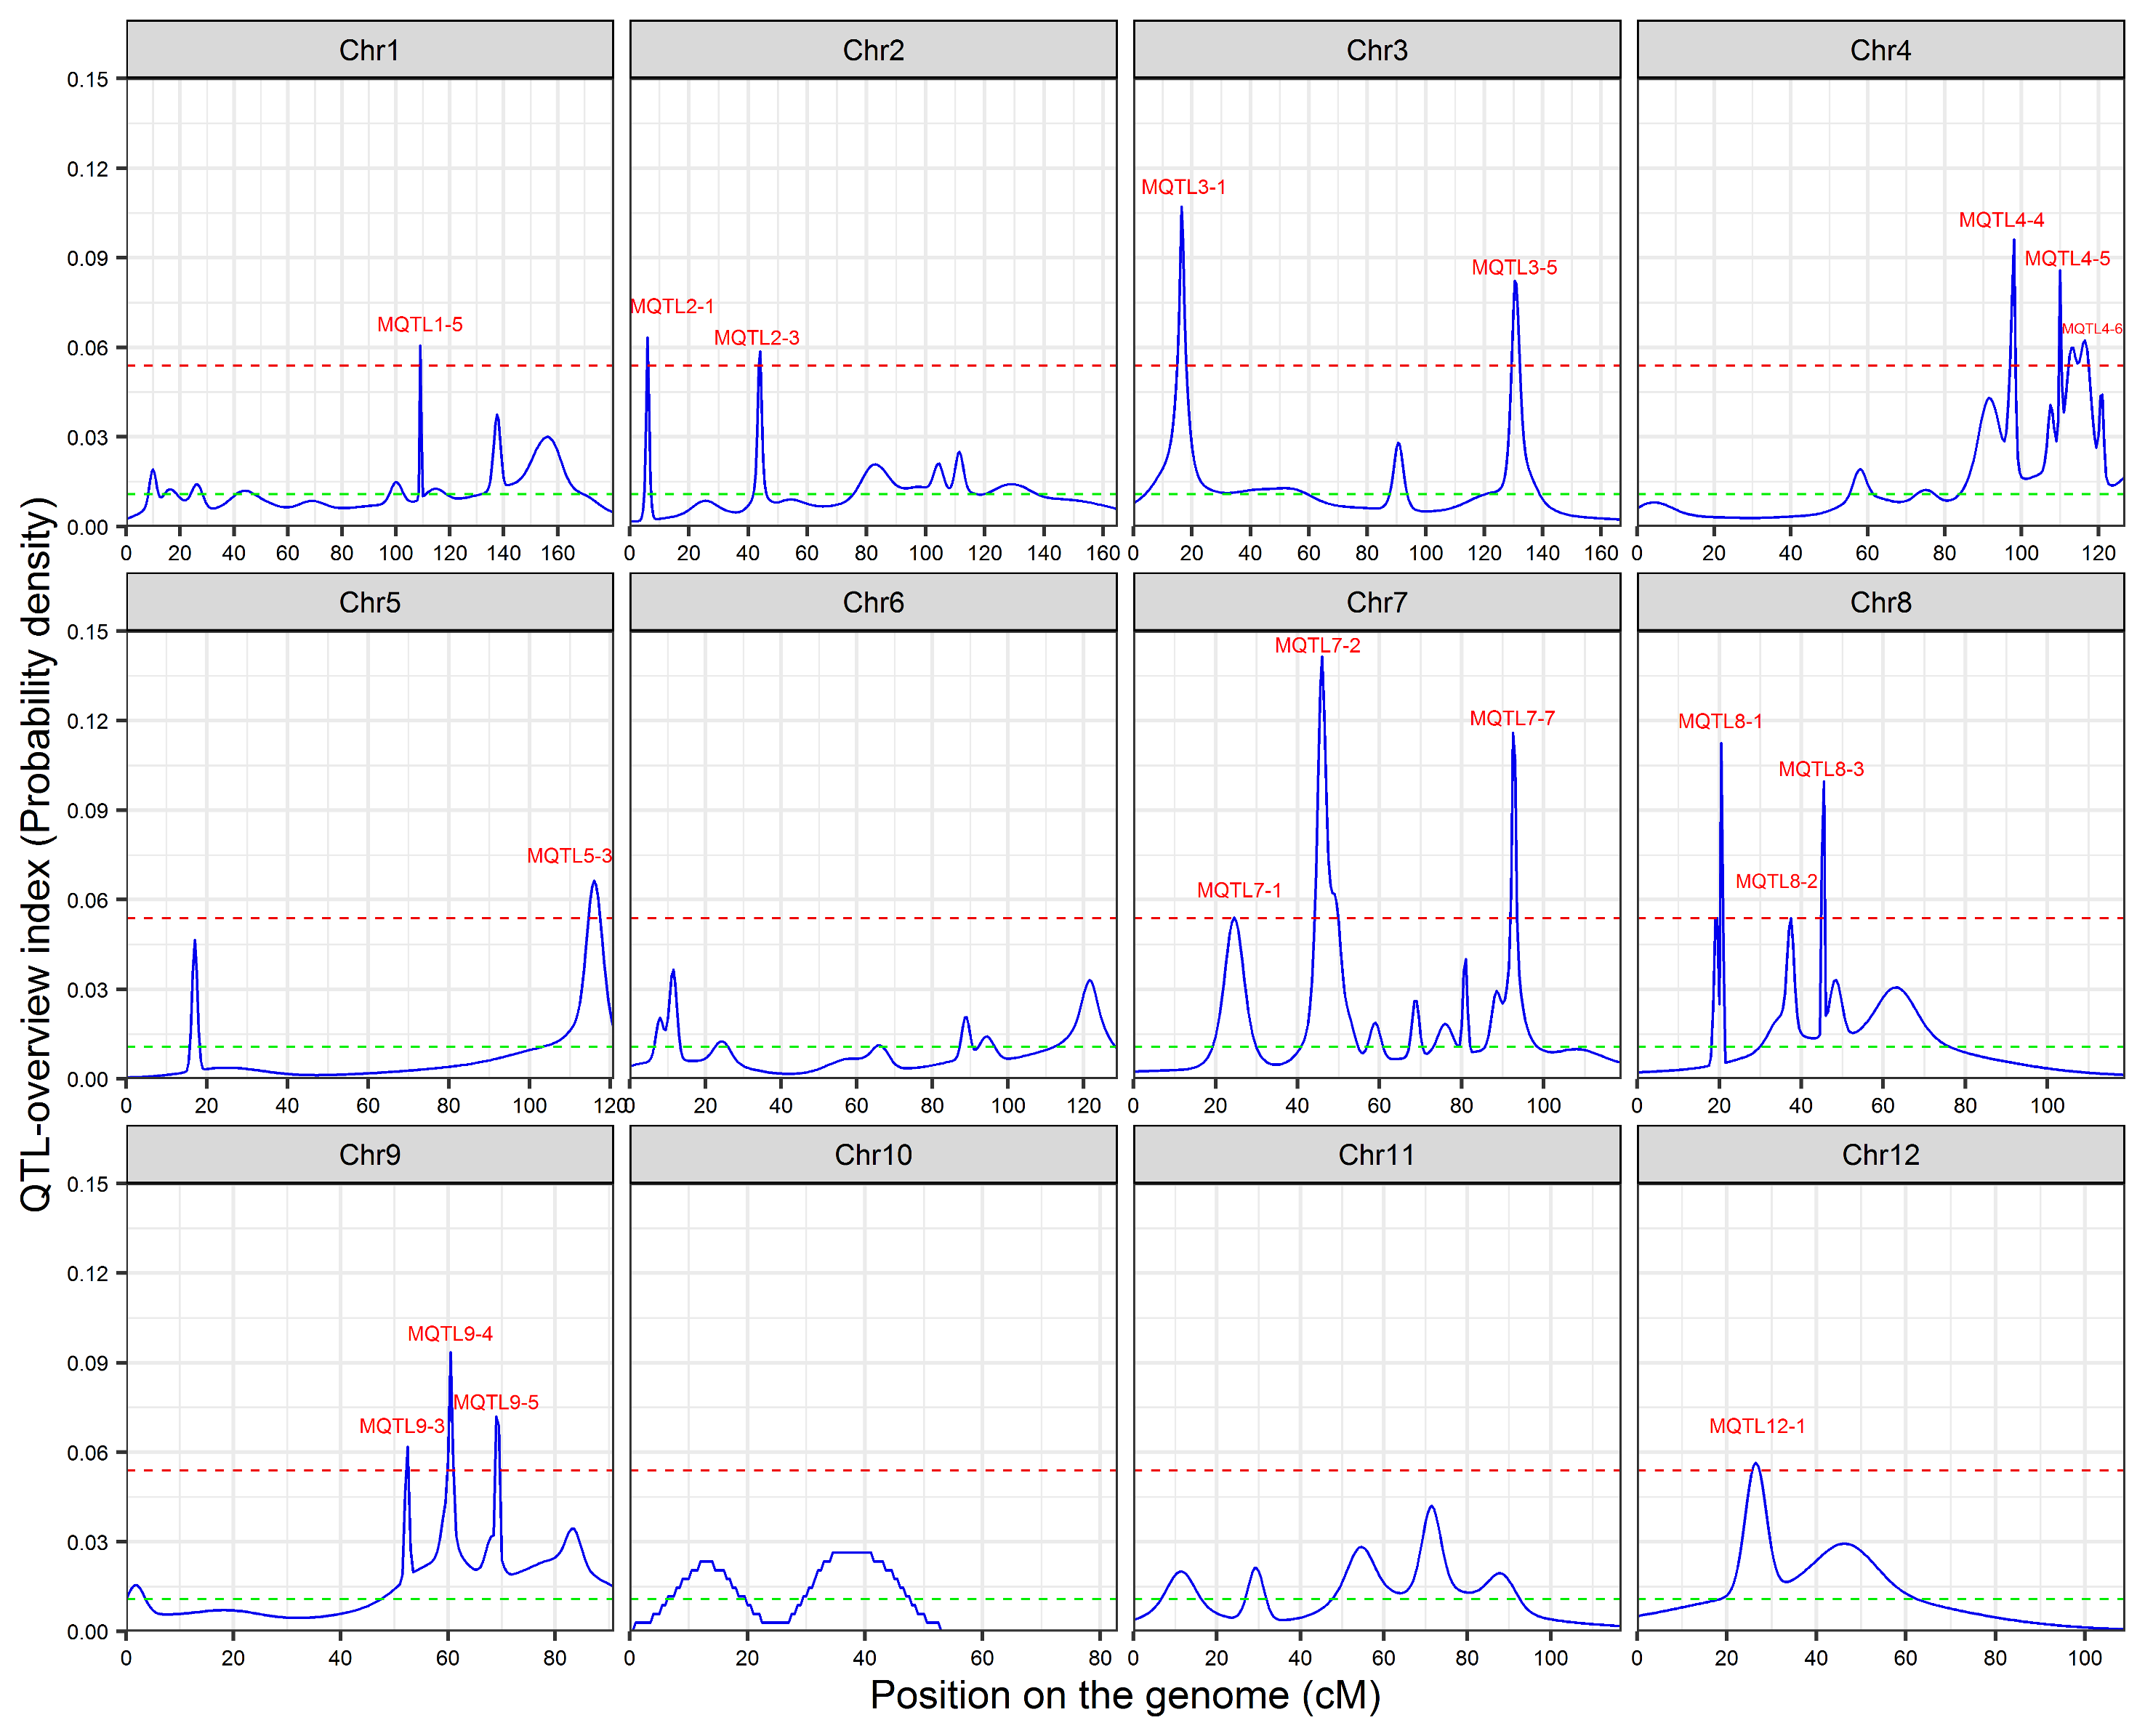 Chr1 Chr2 Chr3 Chr4
0.15
0.12
0.09
0.06
0.03
0.00
MQTL1-5
MQTL2-1
MQTL2-3
MQTL3-1
MQTL3-5
MQTL4-4
MQTL4-5
MQTL4-6
0 20 40 60 80 100 120 140 160
0 20 40 60 80 100 120 140 160
0 20 40 60 80 100 120 140 160
0 20 40 60 80 100 120
Chr5 Chr6 Chr7 Chr8
0.15
0.12
0.09
0.06
0.03
0.00
MQTL5-3
MQTL7-1
MQTL7-2
MQTL7-7
MQTL8-1
MQTL8-2
MQTL8-3
0 20 40 60 80 100 120
0 20 40 60 80 100 120
0 20 40 60 80 100
0 20 40 60 80 100
Chr9 Chr10 Chr11 Chr12
0.15
0.12
0.09
0.06
0.03
0.00
MQTL9-3
MQTL9-4
MQTL9-5
MQTL12-1
0 20 40 60 80
0 20 40 60 80
0 20 40 60 80 100
0 20 40 60 80 100
QTL-overview index (Probability density)
Position on the genome (cM)